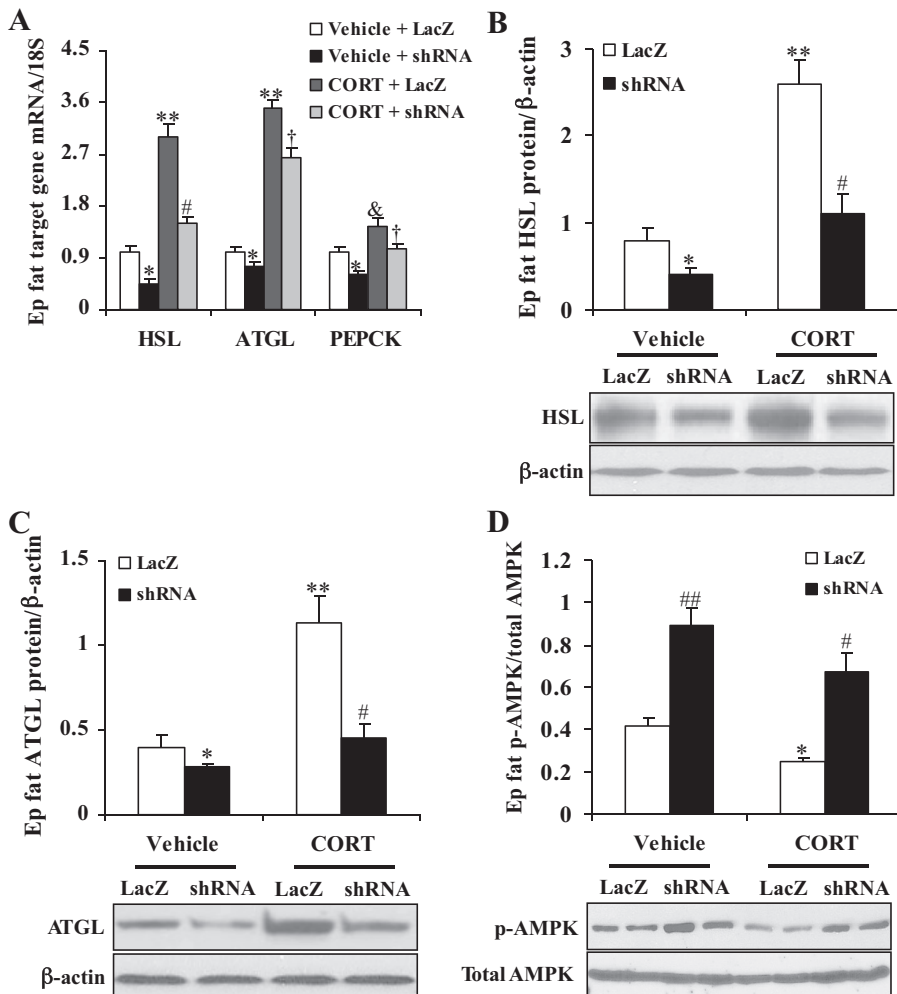 A
Ep fat target gene mRNA/18S
4.5
3.6
2.7
1.8
0.9
0
Vehicle + LacZ
Vehicle + shRNA
CORT + LacZ
CORT + shRNA
** ** & 
# † †
* * *
HSL ATGL PEPCK
B
Ep fat HSL protein/β-actin
3
2
1
0
LacZ
shRNA
**
#
*
Vehicle CORT
LacZ shRNA LacZ shRNA
HSL
β-actin
C
Ep fat ATGL protein/β-actin
1.5
1
0.5
0
LacZ
shRNA
**
#
*
Vehicle CORT
LacZ shRNA LacZ shRNA
ATGL
β-actin
D
Ep fat p-AMPK/total AMPK
1.2
1
0.8
0.6
0.4
0.2
0
LacZ
shRNA
##
#
*
Vehicle CORT
LacZ shRNA LacZ shRNA
p-AMPK
Total AMPK